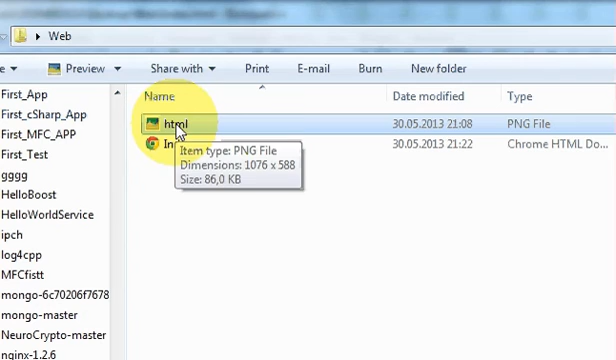 Web
Preview Share with Print E-mail Burn New folder
Name Date modified Type
First_App
First_cSharp_App
First_MFC_APP
First_Test
gggg
HelloBoost
HelloWorldService
ipch
log4cpp
MFCfistt
mongo-6c70206f7678
mongo-master
NeuroCrypto-master
nginx-1.2.6
html 30.05.2013 21:08 PNG File
In 30.05.2013 21:22 Chrome HTML Do...
Item type: PNG File
Dimensions: 1076 x 588
Size: 86,0 KB